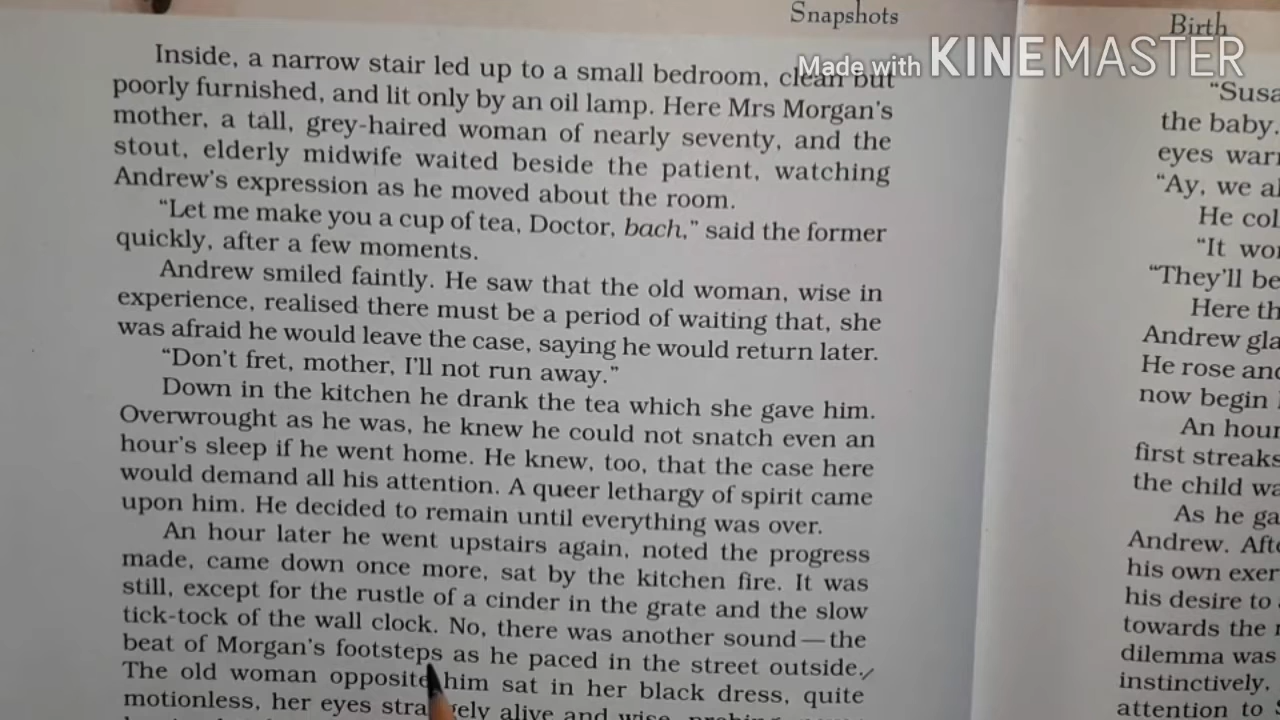 Snapshots
Made with KINEMASTER
Inside, a narrow stair led up to a small bedroom, clean but
poorly furnished, and lit only by an oil lamp. Here Mrs Morgan's
mother, a tall, grey-haired woman of nearly seventy, and the
stout, elderly midwife waited beside the patient, watching
Andrew's expression as he moved about the room.
"Let me make you a cup of tea, Doctor, bach," said the former
quickly, after a few moments.
Andrew smiled faintly. He saw that the old woman, wise in
experience, realised there must be a period of waiting that, she
was afraid he would leave the case, saying he would return later.
"Don't fret, mother, I'll not run away."
Down in the kitchen he drank the tea which she gave him.
Overwrought as he was, he knew he could not snatch even an
hour's sleep if he went home. He knew, too, that the case here
would demand all his attention. A queer lethargy of spirit came
upon him. He decided to remain until everything was over.
An hour later he went upstairs again, noted the progress
made, came down once more, sat by the kitchen fire. It was
still, except for the rustle of a cinder in the grate and the slow
tick-tock of the wall clock. No, there was another sound—the
beat of Morgan's footsteps as he paced in the street outside.
The old woman opposite him sat in her black dress, quite
motionless, her eyes strangely alive and wise,
Birth
"Susa
the baby.
eyes war
"Ay, we al
He col
"It wor
"They'll be
Here th
Andrew gla
He rose and
now begin
An hour
first streaks
the child wa
As he ga
Andrew. Afte
his own exer
his desire to
towards the
dilemma was
instinctively.
attention to